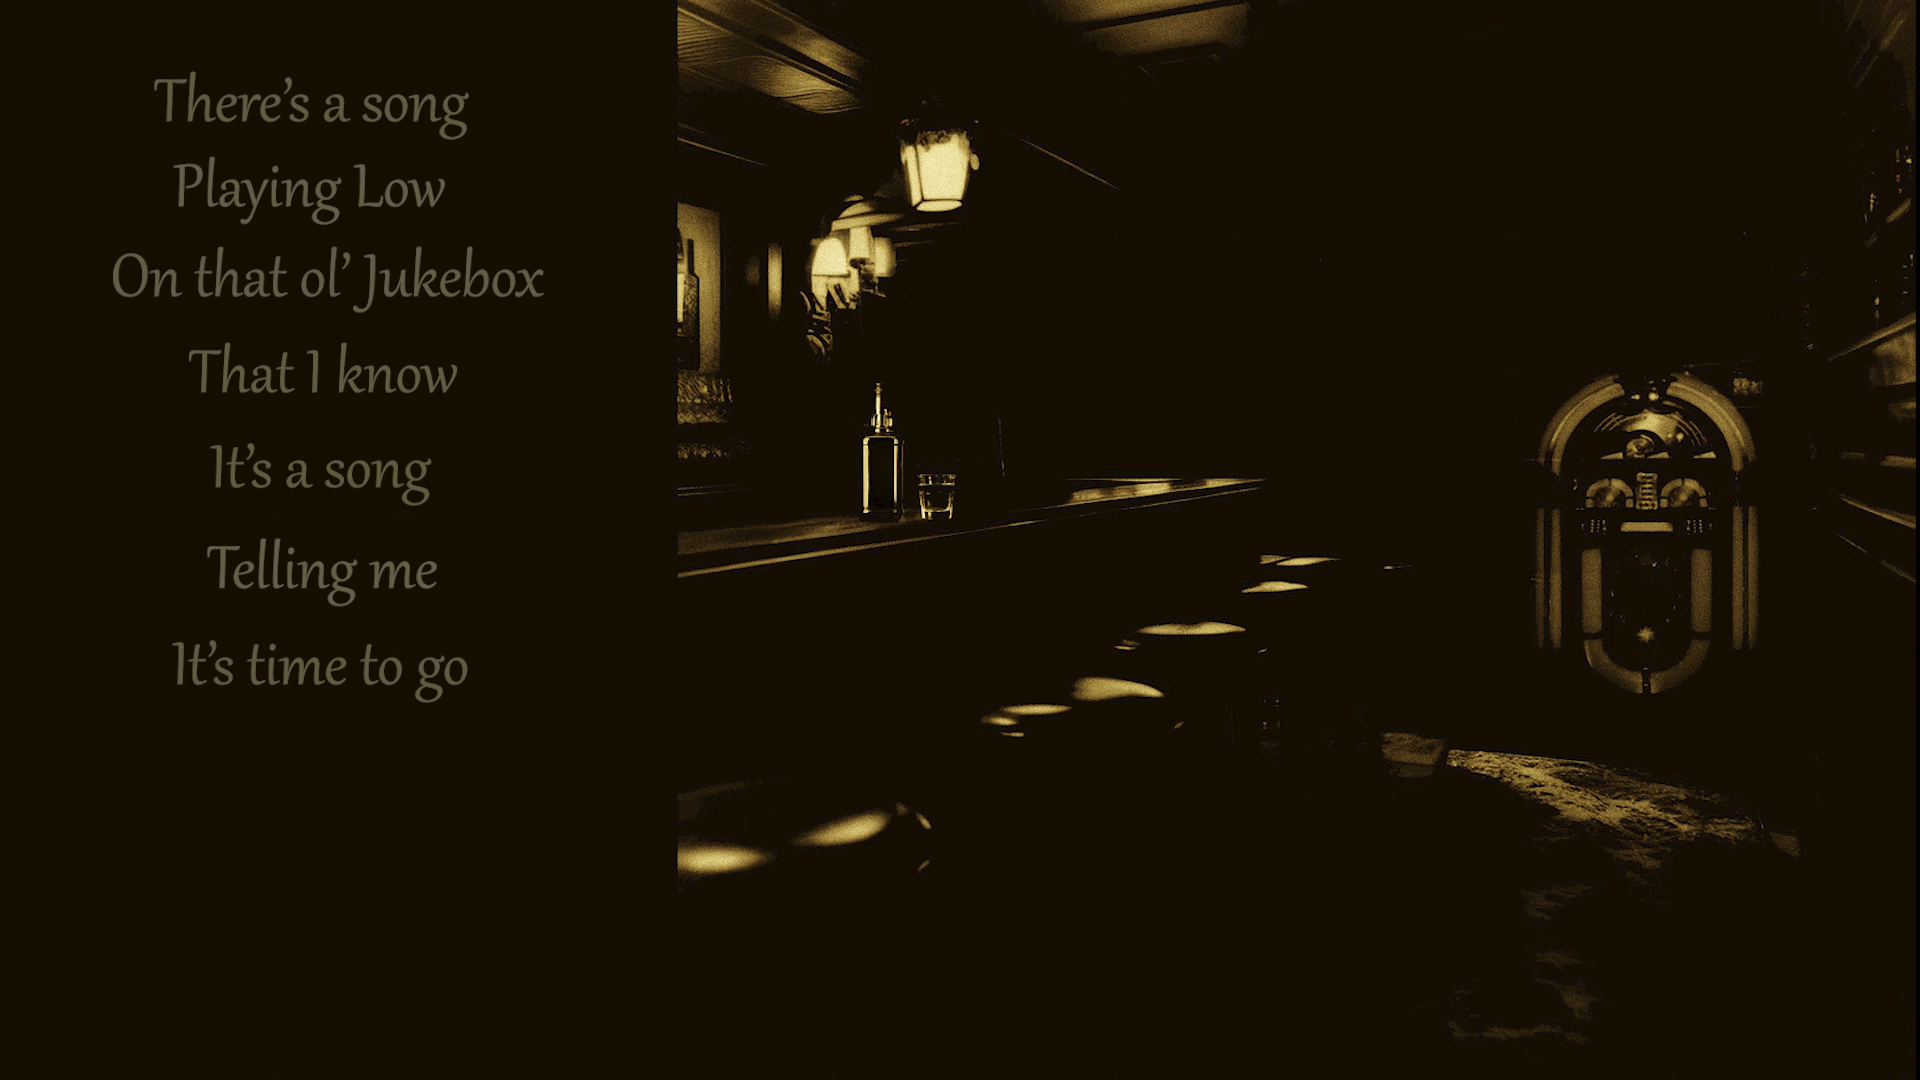 There’s a song
Playing Low
On that ol’ Jukebox
That I know
It’s a song
Telling me
It’s time to go